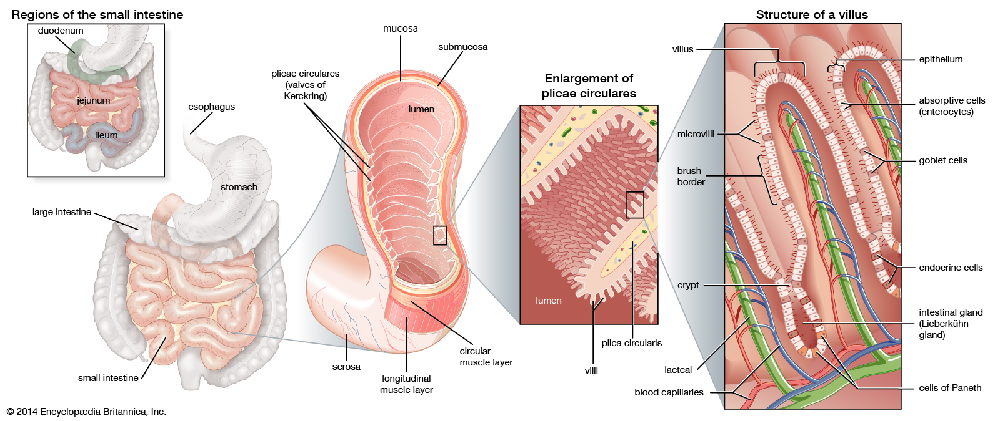 Regions of the small intestine
duodenum
jejunum
ileum
esophagus
stomach
large intestine
small intestine
mucosa
submucosa
plicae circulares
(valves of
Kerckring)
lumen
serosa
longitudinal
muscle layer
circular
muscle layer
Enlargement of
plicae circulares
lumen
villi
plica circularis
Structure of a villus
villus
microvilli
brush
border
crypt
lacteal
blood capillaries
epithelium
absorptive cells
(enterocytes)
goblet cells
endocrine cells
intestinal gland
(Lieberkühn
gland)
cells of Paneth
© 2014 Encyclopædia Britannica, Inc.